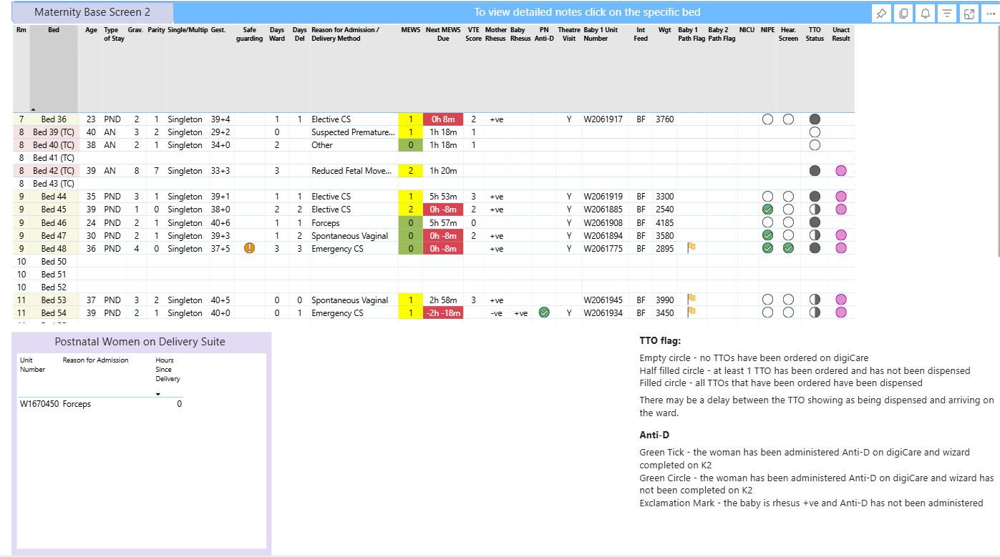 Maternity Base Screen 2
To view detailed notes click on the specific bed
Rm Bed Age Type of Stay Grav. Parity Single/Multip Gest. Safe guarding Days Ward Days Del Reason for Admission / Delivery Method MEWS Next MEWS Due VTE Score Mother Rhesus Baby Rhesus PN Anti-D Theatre Visit Baby 1 Unit Number Int Feed Wgt Baby 1 Path Flag Baby 2 Path Flag NICU NIPE Hear. Screen TTO Status Unact Result
7 Bed 36 23 PND 2 1 Singleton 39+4 1 1 Elective CS 1 0h 8m 2 +ve Y W2061917 BF 3760
8 Bed 39 (TC) 40 AN 3 2 Singleton 29+2 0 Suspected Premature... 1 1h 18m 1
8 Bed 40 (TC) 38 AN 2 1 Singleton 34+0 2 Other 0 1h 18m 1
8 Bed 41 (TC)
8 Bed 42 (TC) 39 AN 8 7 Singleton 33+3 3 Reduced Fetal Move... 2 1h 20m
8 Bed 43 (TC)
9 Bed 44 35 PND 3 1 Singleton 39+1 1 1 Elective CS 1 5h 53m 3 +ve Y W2061919 BF 3300
9 Bed 45 39 PND 1 0 Singleton 38+0 2 2 Elective CS 2 0h -8m 2 +ve Y W2061885 BF 2540
9 Bed 46 24 PND 2 1 Singleton 40+6 1 1 Forceps 0 5h 57m 0 Y W2061908 BF 4185
9 Bed 47 30 PND 2 1 Singleton 39+3 1 2 Spontaneous Vaginal 0 0h -8m 2 +ve Y W2061894 BF 3580
9 Bed 48 36 PND 4 0 Singleton 37+5 3 3 Emergency CS 0 0h -8m +ve Y W2061775 BF 2895
10 Bed 50
10 Bed 51
10 Bed 52
11 Bed 53 37 PND 3 2 Singleton 40+5 0 0 Spontaneous Vaginal 1 2h 58m 3 +ve W2061945 BF 3990
11 Bed 54 39 PND 2 1 Singleton 40+0 0 1 Emergency CS 1 -2h -18m -ve +ve Y W2061934 BF 3450
Postnatal Women on Delivery Suite
Unit Number Reason for Admission Hours Since Delivery
W1670450 Forceps 0
TTO flag:
Empty circle - no TTOs have been ordered on digiCare
Half filled circle - at least 1 TTO has been ordered and has not been dispensed
Filled circle - all TTOs that have been ordered have been dispensed
There may be a delay between the TTO showing as being dispensed and arriving on
the ward.
Anti-D
Green Tick - the woman has been administered Anti-D on digiCare and wizard
completed on K2
Green Circle - the woman has been administered Anti-D on digiCare and wizard has
not been completed on K2
Exclamation Mark - the baby is rhesus +ve and Anti-D has not been administered